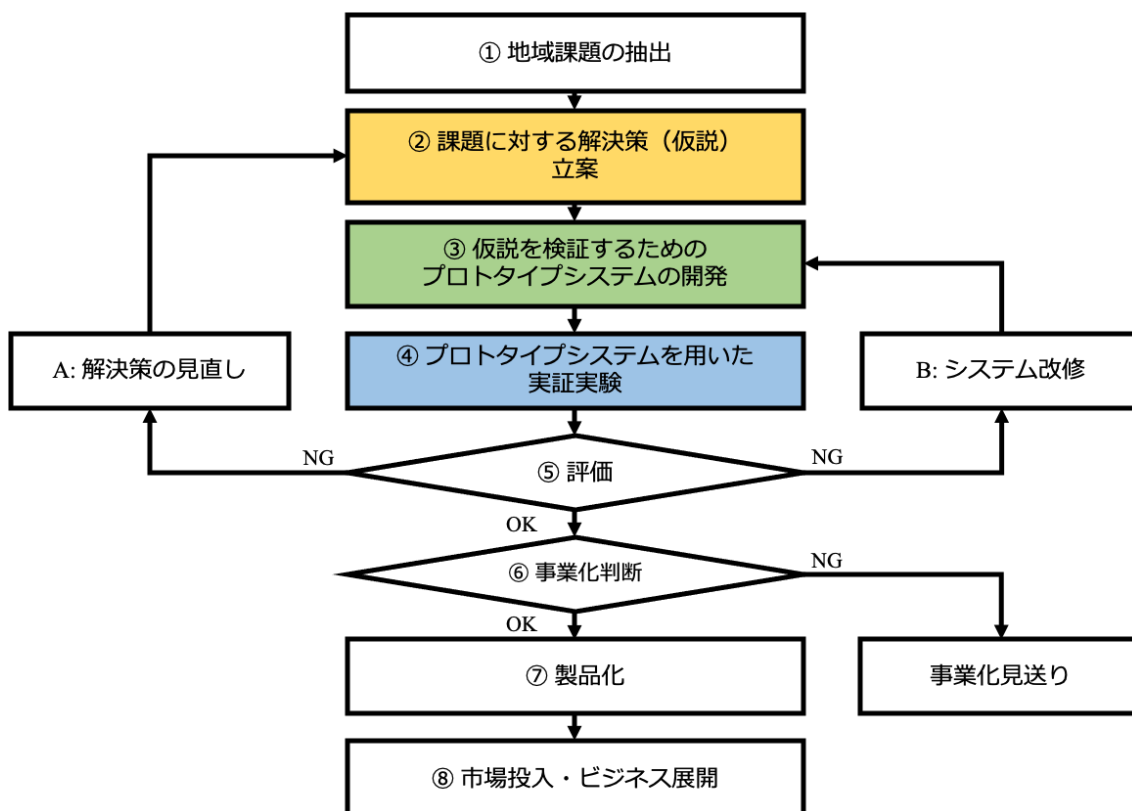 ① 地域課題の抽出
② 課題に対する解決策（仮説）
立案
③ 仮説を検証するための
プロトタイプシステムの開発
A: 解決策の見直し
④ プロトタイプシステムを用いた
実証実験
B: システム改修
NG
⑤ 評価
NG
OK
⑥ 事業化判断
NG
OK
⑦ 製品化
事業化見送り
⑧ 市場投入・ビジネス展開